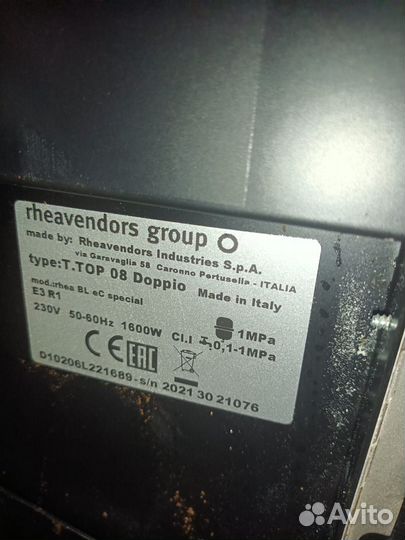 rheavendors group
made by: Rheavendors Industries S.p.A.
via Garavaglia 58 Caronno Pertusella - ITALIA
type:T.TOP 08 Doppio Made in Italy
mod.:rhea BL eC special
E3 R1
230V 50-60Hz 1600W Cl.I 1MPa
0,1-1MPa
CE EAC
D10206L221689-s/n 2021 30 21076
Avito